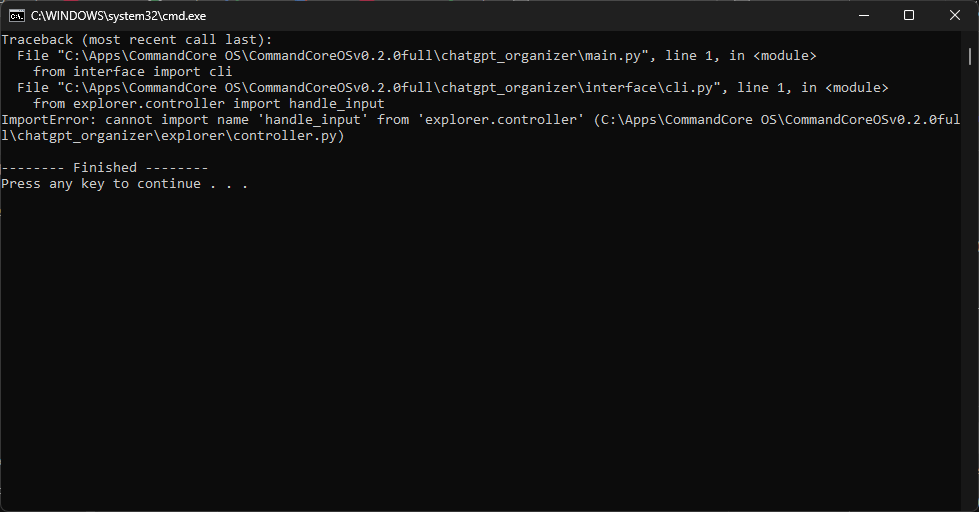 C:\WINDOWS\system32\cmd.exe
Traceback (most recent call last):
  File "C:\Apps\CommandCore OS\CommandCoreOSv0.2.0full\chatgpt_organizer\main.py", line 1, in <module>
    from interface import cli
  File "C:\Apps\CommandCore OS\CommandCoreOSv0.2.0full\chatgpt_organizer\interface\cli.py", line 1, in <module>
    from explorer.controller import handle_input
ImportError: cannot import name 'handle_input' from 'explorer.controller' (C:\Apps\CommandCore OS\CommandCoreOSv0.2.0ful
l\chatgpt_organizer\explorer\controller.py)
-------- Finished --------
Press any key to continue . . .